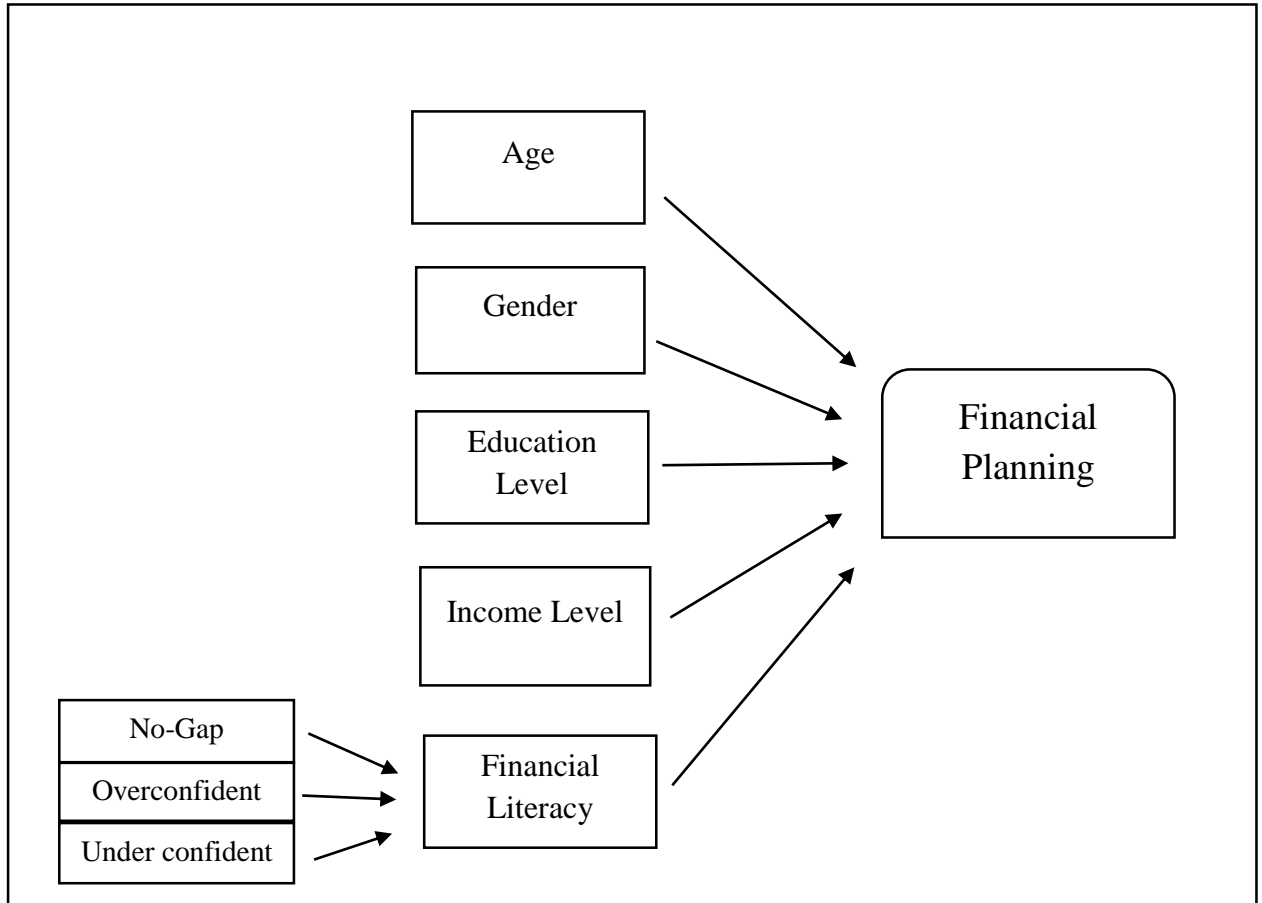 Age
Gender
Education
Level
Income Level
Financial
Literacy
No-Gap
Overconfident
Under confident
Financial
Planning